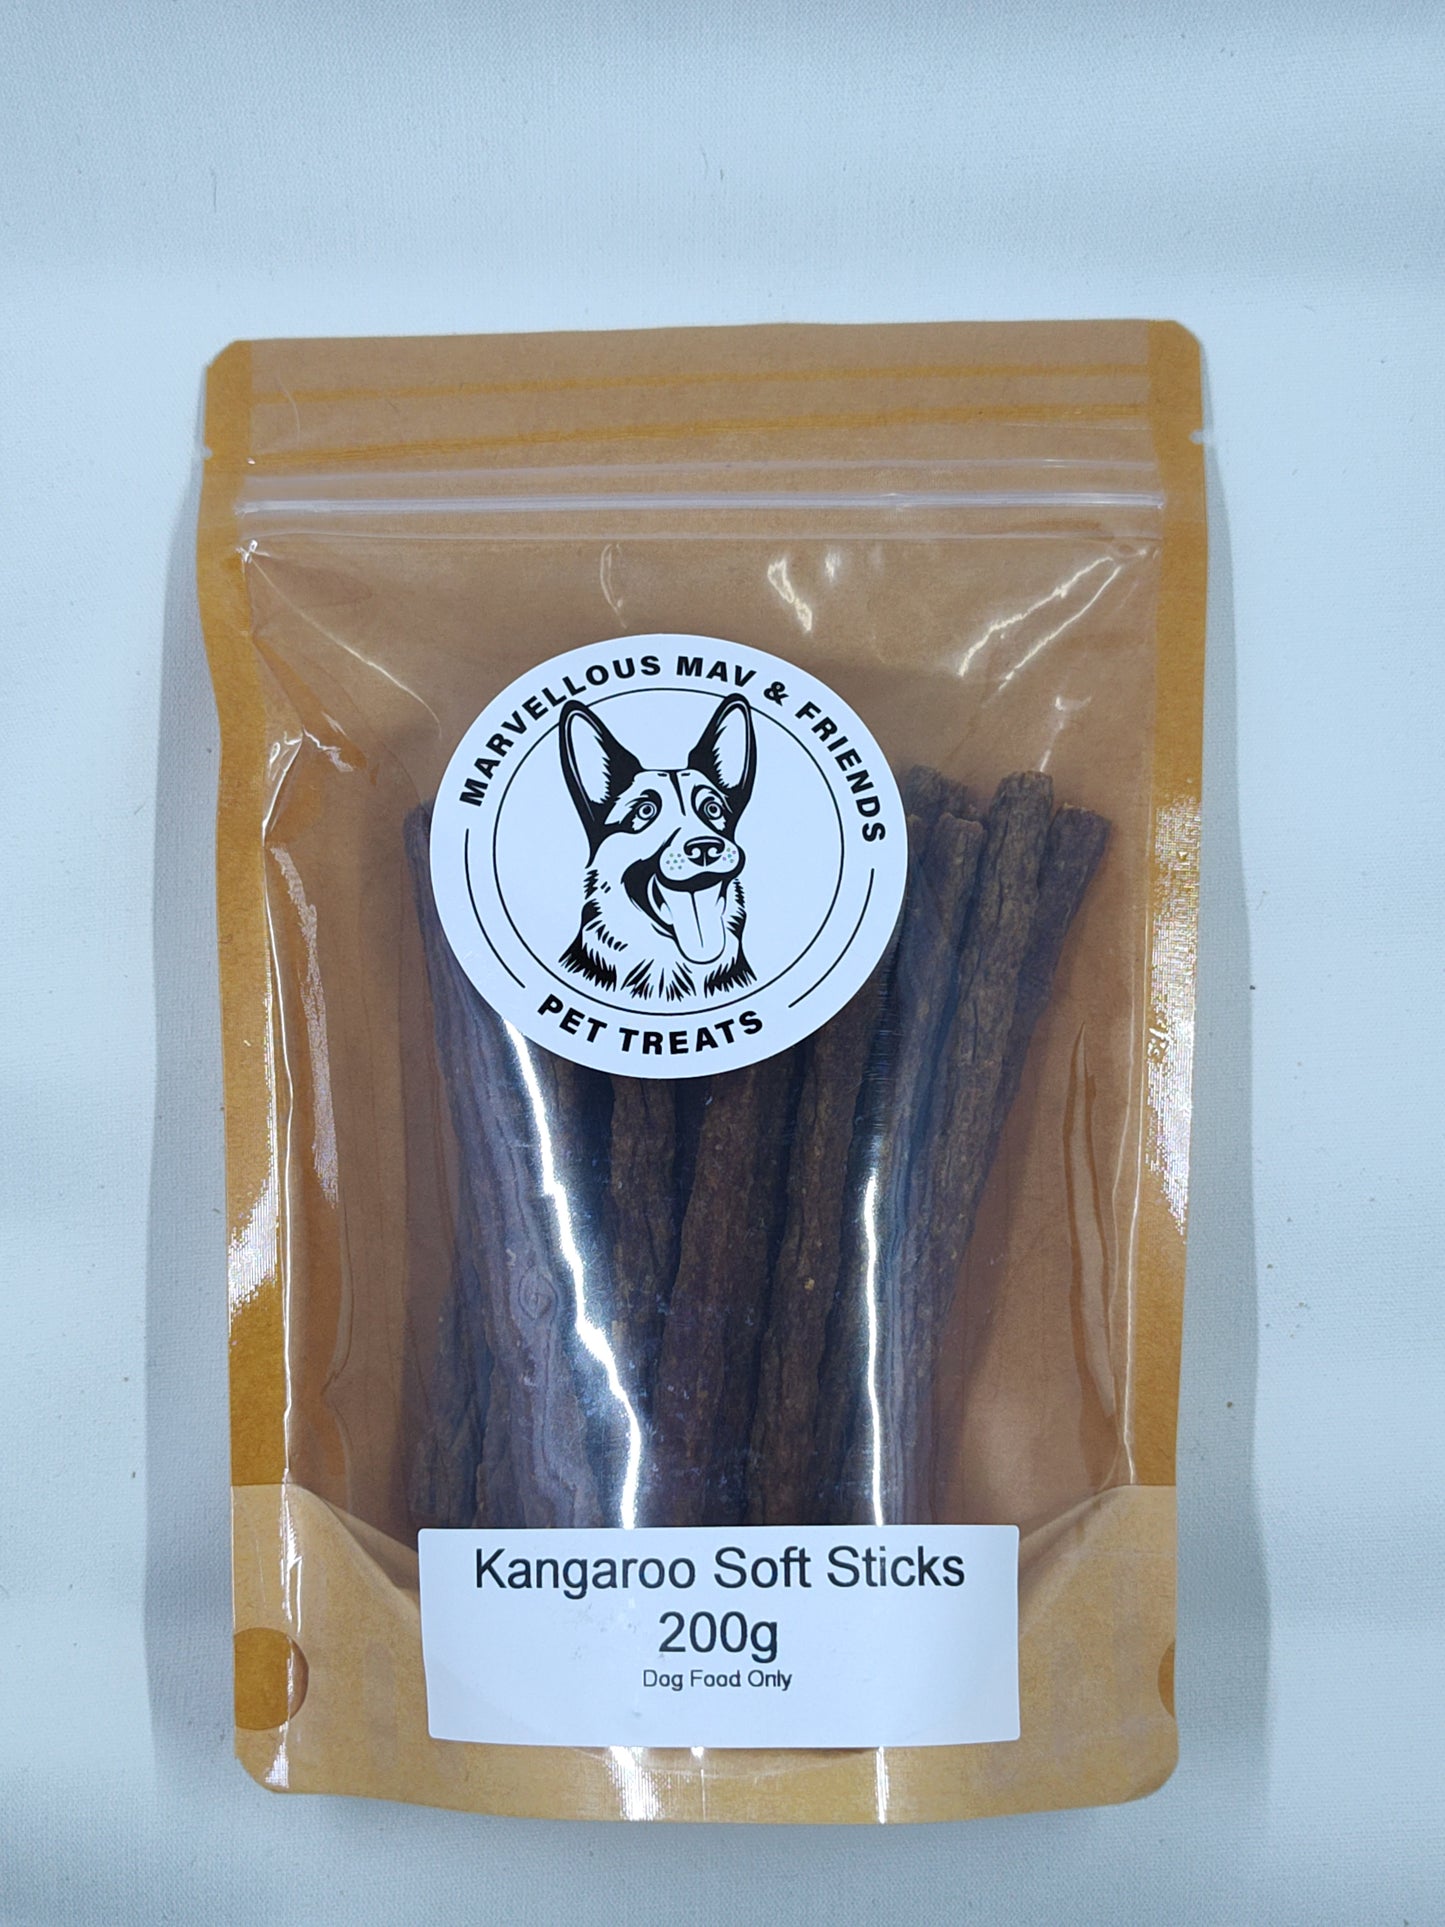 MARVELLOUS MAV & FRIENDS
PET TREATS
Kangaroo Soft Sticks
200g
Dog Food Only